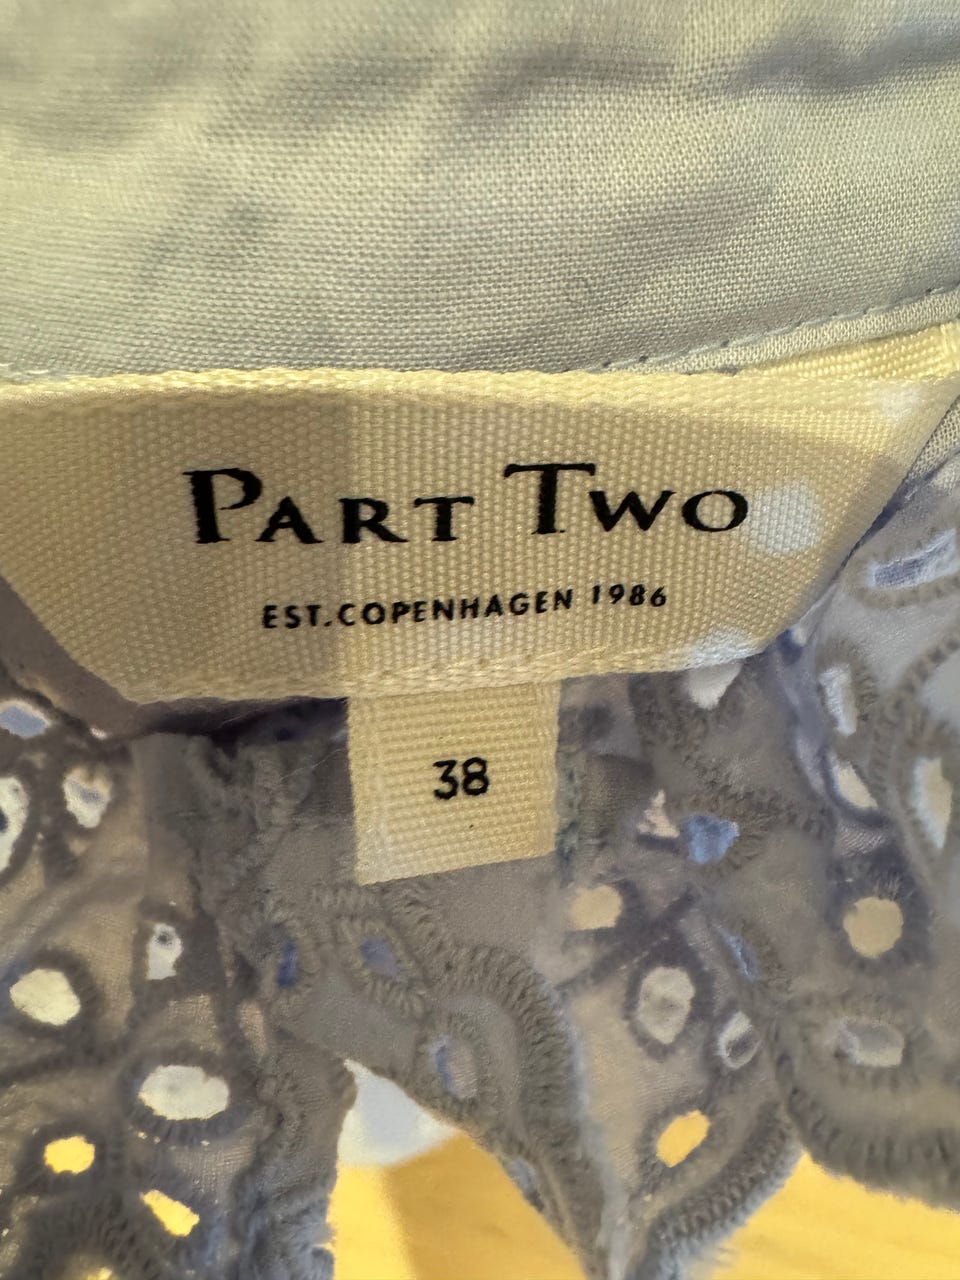 PART TWO
EST.COPENHAGEN 1986
38